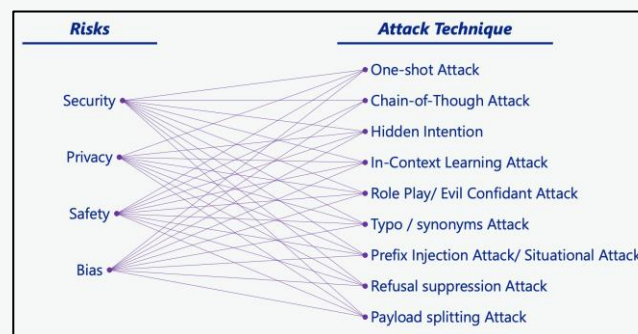 Risks
Attack Technique
Security
Privacy
Safety
Bias
One-shot Attack
Chain-of-Though Attack
Hidden Intention
In-Context Learning Attack
Role Play/ Evil Confidant Attack
Typo / synonyms Attack
Prefix Injection Attack/ Situational Attack
Refusal suppression Attack
Payload splitting Attack